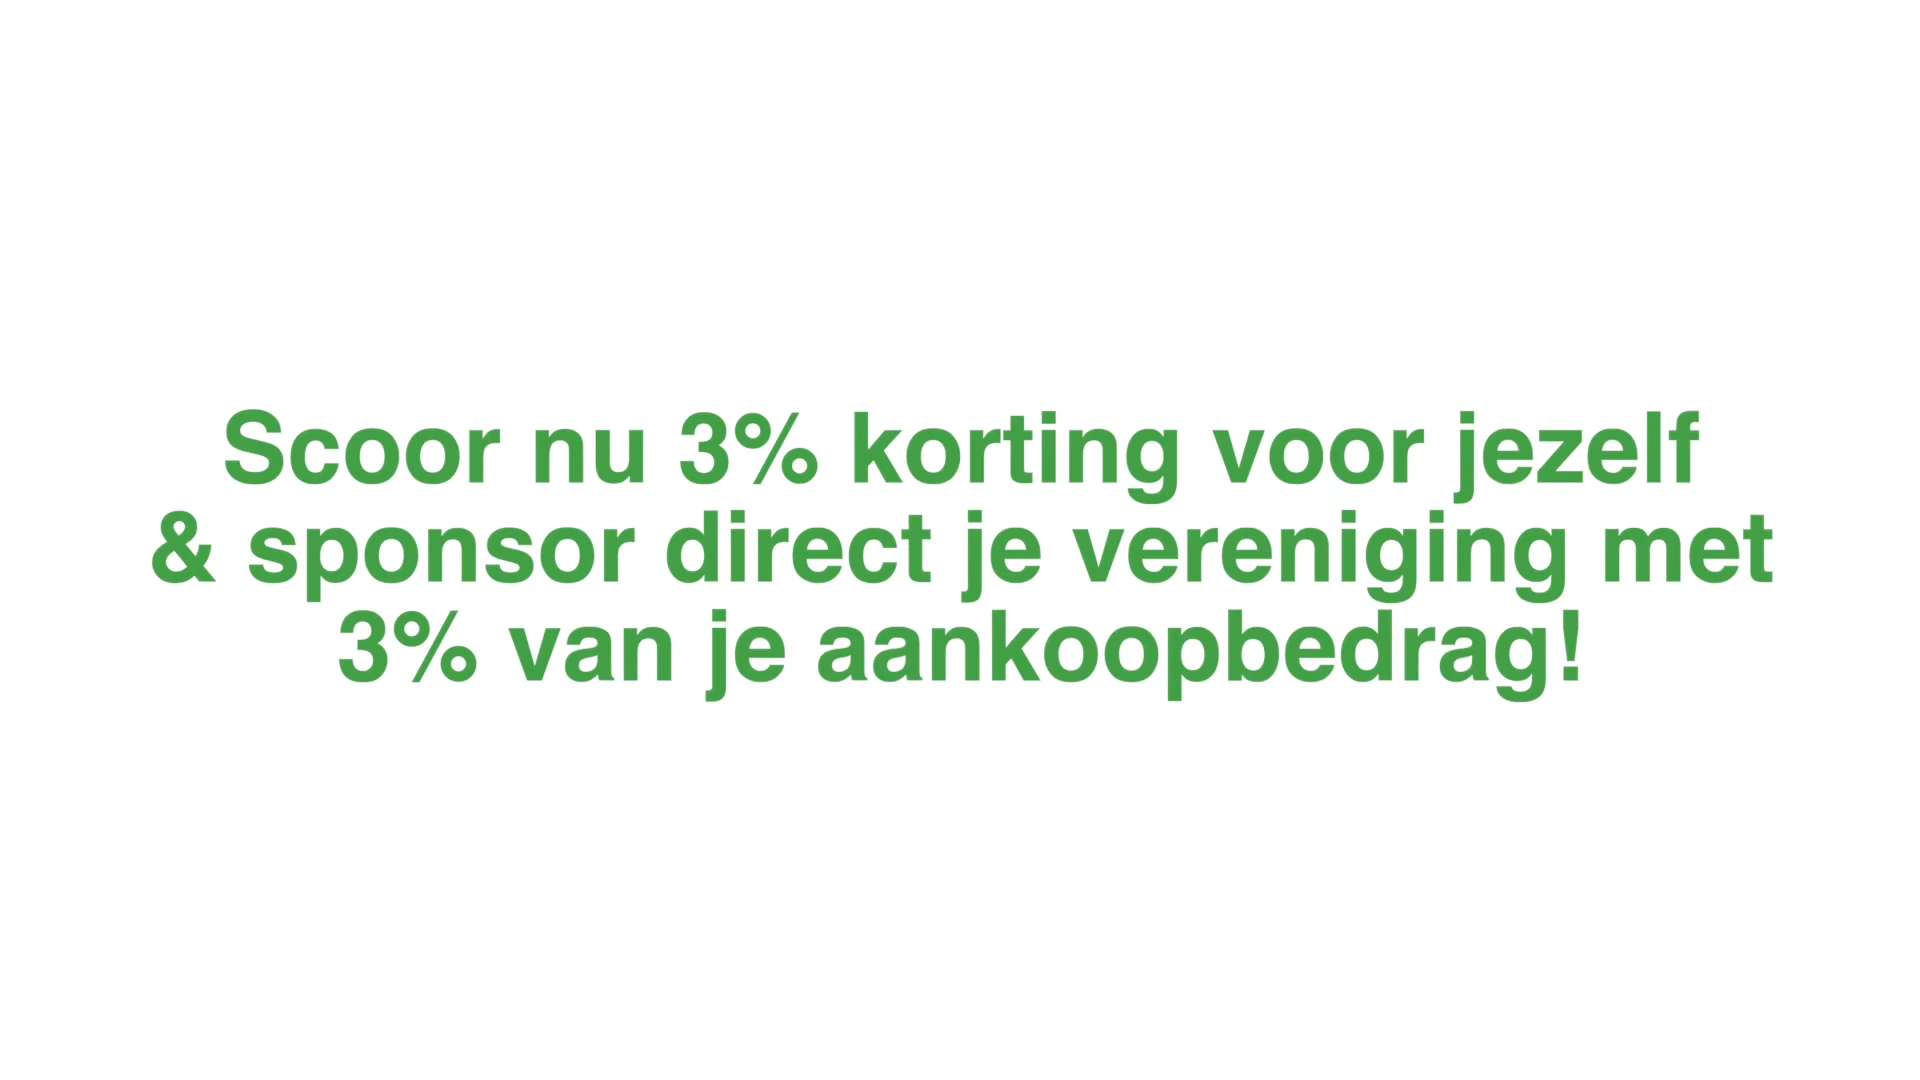 Scoor nu 3% korting voor jezelf
& sponsor direct je vereniging met
3% van je aankoopbedrag!